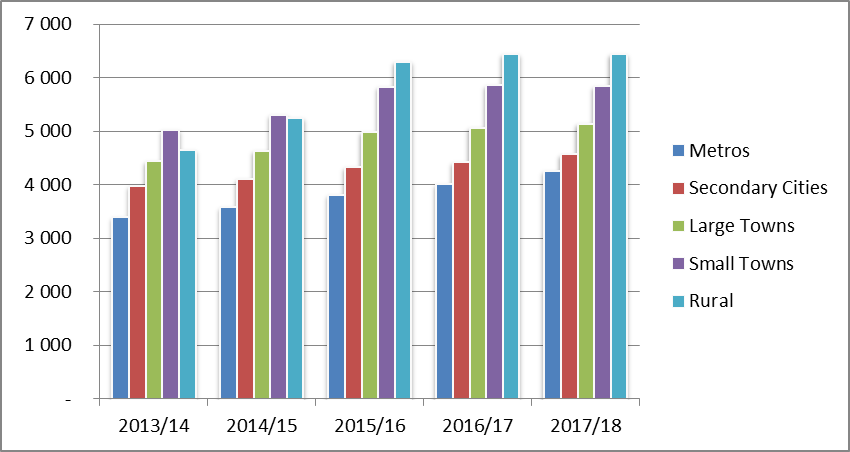 7 000
6 000
5 000
4 000
3 000
2 000
1 000
-
2013/14 2014/15 2015/16 2016/17 2017/18
Metros
Secondary Cities
Large Towns
Small Towns
Rural